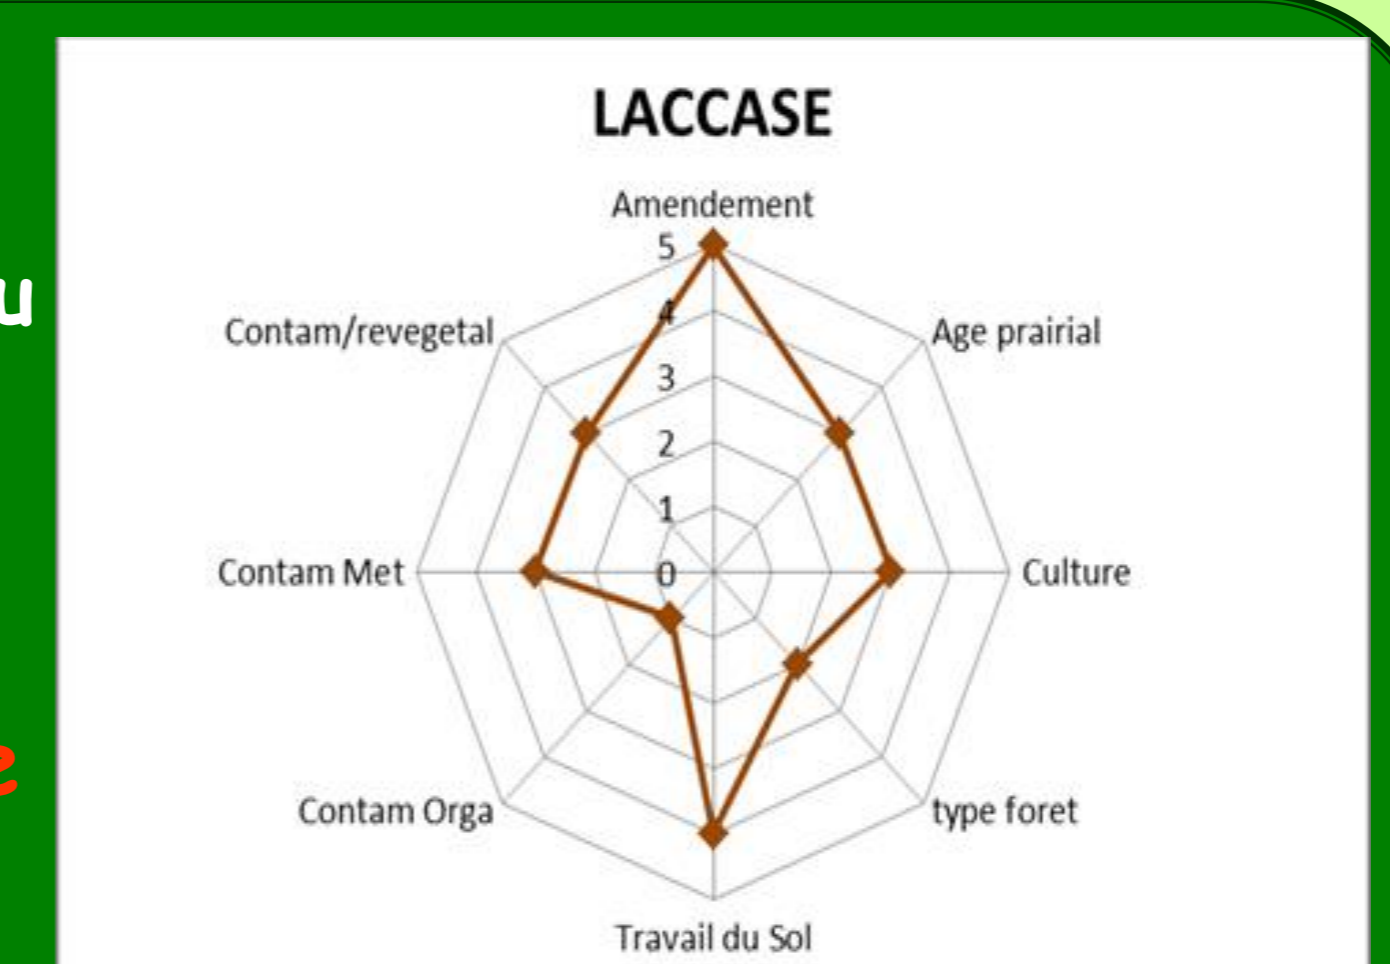 LACCASE
Amendement
5
u
4
Contam/revegetal
Age prairial
3
2
1
Contam Met
0
Culture
e
Contam Orga
type foret
Travail du Sol